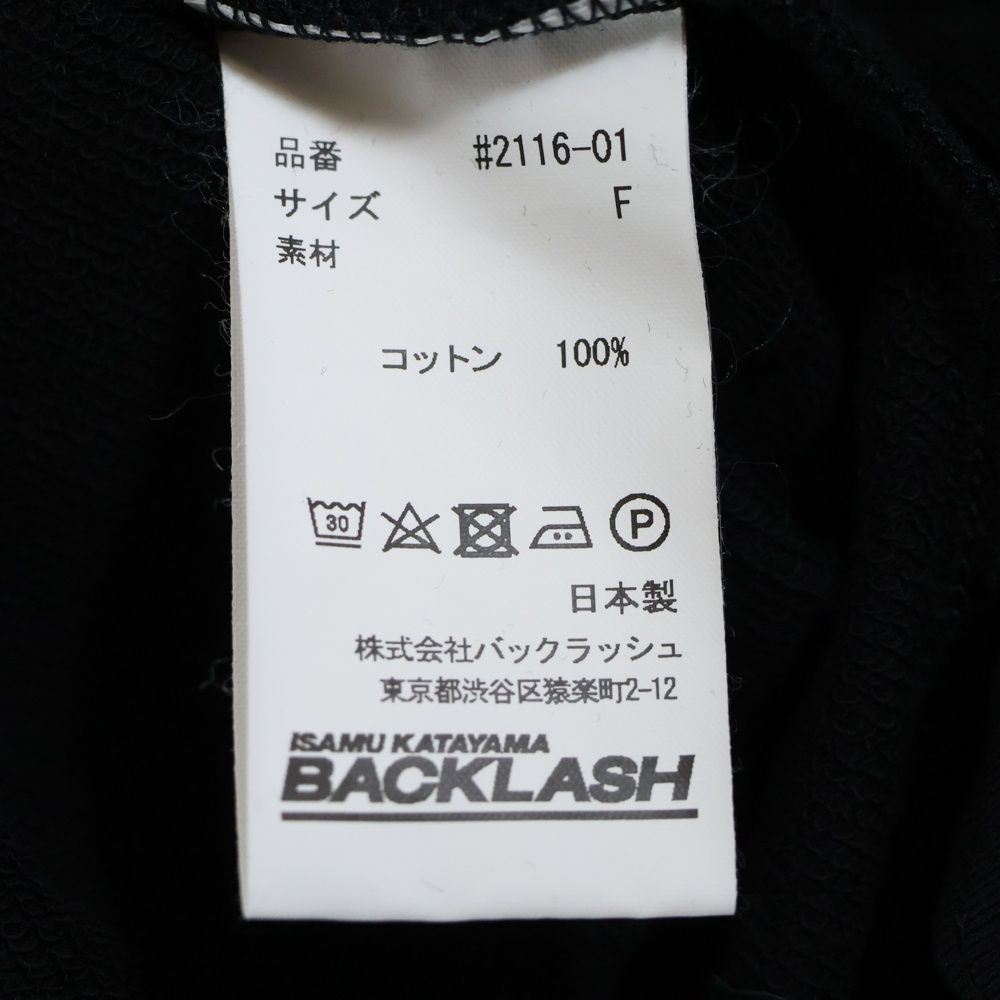 品番 #2116-01
サイズ F
素材
コットン 100%
30
P
日本製
株式会社バックラッシュ
東京都渋谷区猿楽町2-12
ISAMU KATAYAMA
BACKLASH